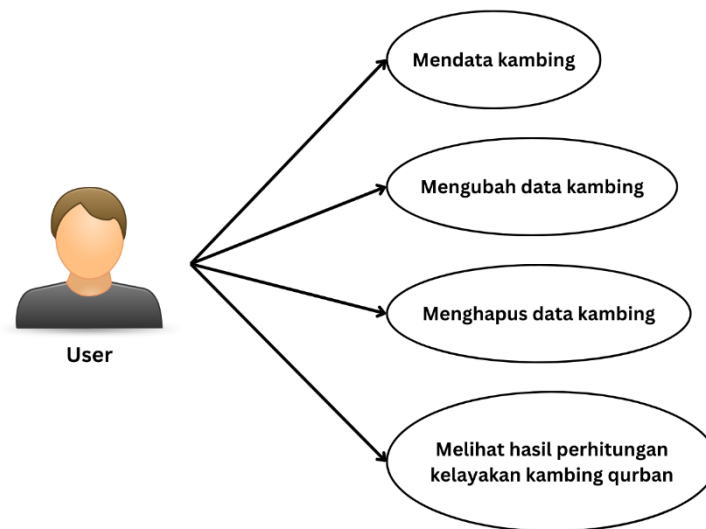 Mendata kambing
Mengubah data kambing
Menghapus data kambing
User
Melihat hasil perhitungan
kelayakan kambing qurban